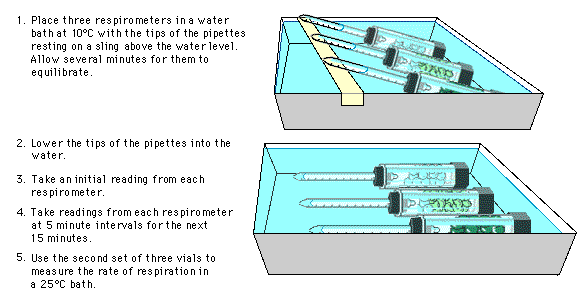 1. Place three respirometers in a water
bath at 10°C with the tips of the pipettes
resting on a sling above the water level.
Allow several minutes for them to
equilibrate.
2. Lower the tips of the pipettes into the
water.
3. Take an initial reading from each
respirometer.
4. Take readings from each respirometer
at 5 minute intervals for the next
15 minutes.
5. Use the second set of three vials to
measure the rate of respiration in
a 25°C bath.